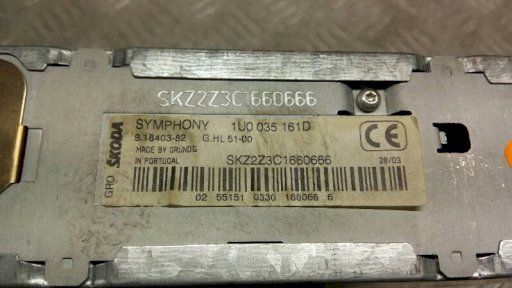 SKZ2Z3C1660666
SYMPHONY 1U0 035 161D
9.18403-82 G.HL 51-00
MADE BY GRUNDIG
IN PORTUGAL
SKZ2Z3C1660666
28/03
CE
GRO ŠKODA
02 55151 0330 166066 6